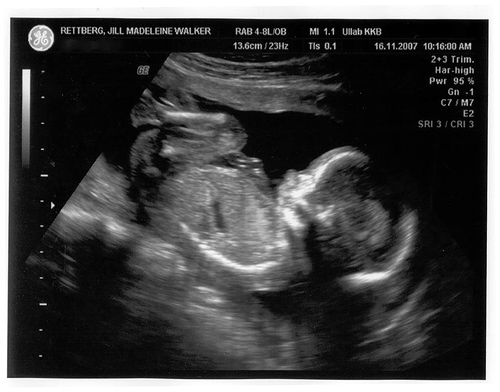 RETTBERG, JILL MADELEINE WALKER RAB 4-8L/OB MI 1.1 Ullab KKB
13.6cm / 23Hz TIs 0.1 16.11.2007 10:16:00 AM
GE
2+3 Trim.
Har-high
Pwr 95 %
Gn -1
C7 / M7
E2
SRI 3 / CRI 3
GE